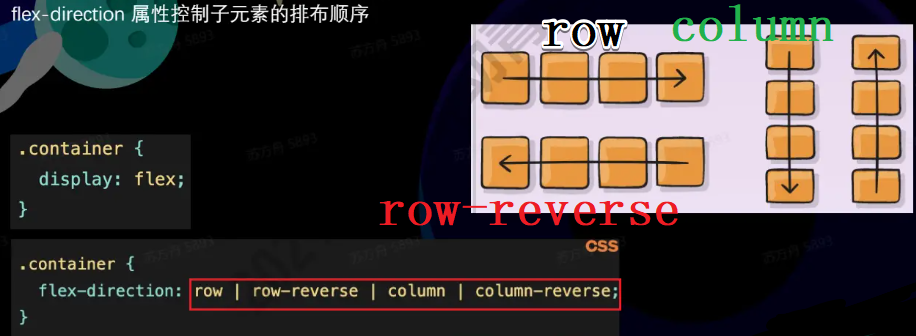 flex-direction 属性控制子元素的排布顺序
row column
.container {
display: flex;
}
row-reverse
CSS
.container {
flex-direction: row | row-reverse | column | column-reverse;
}